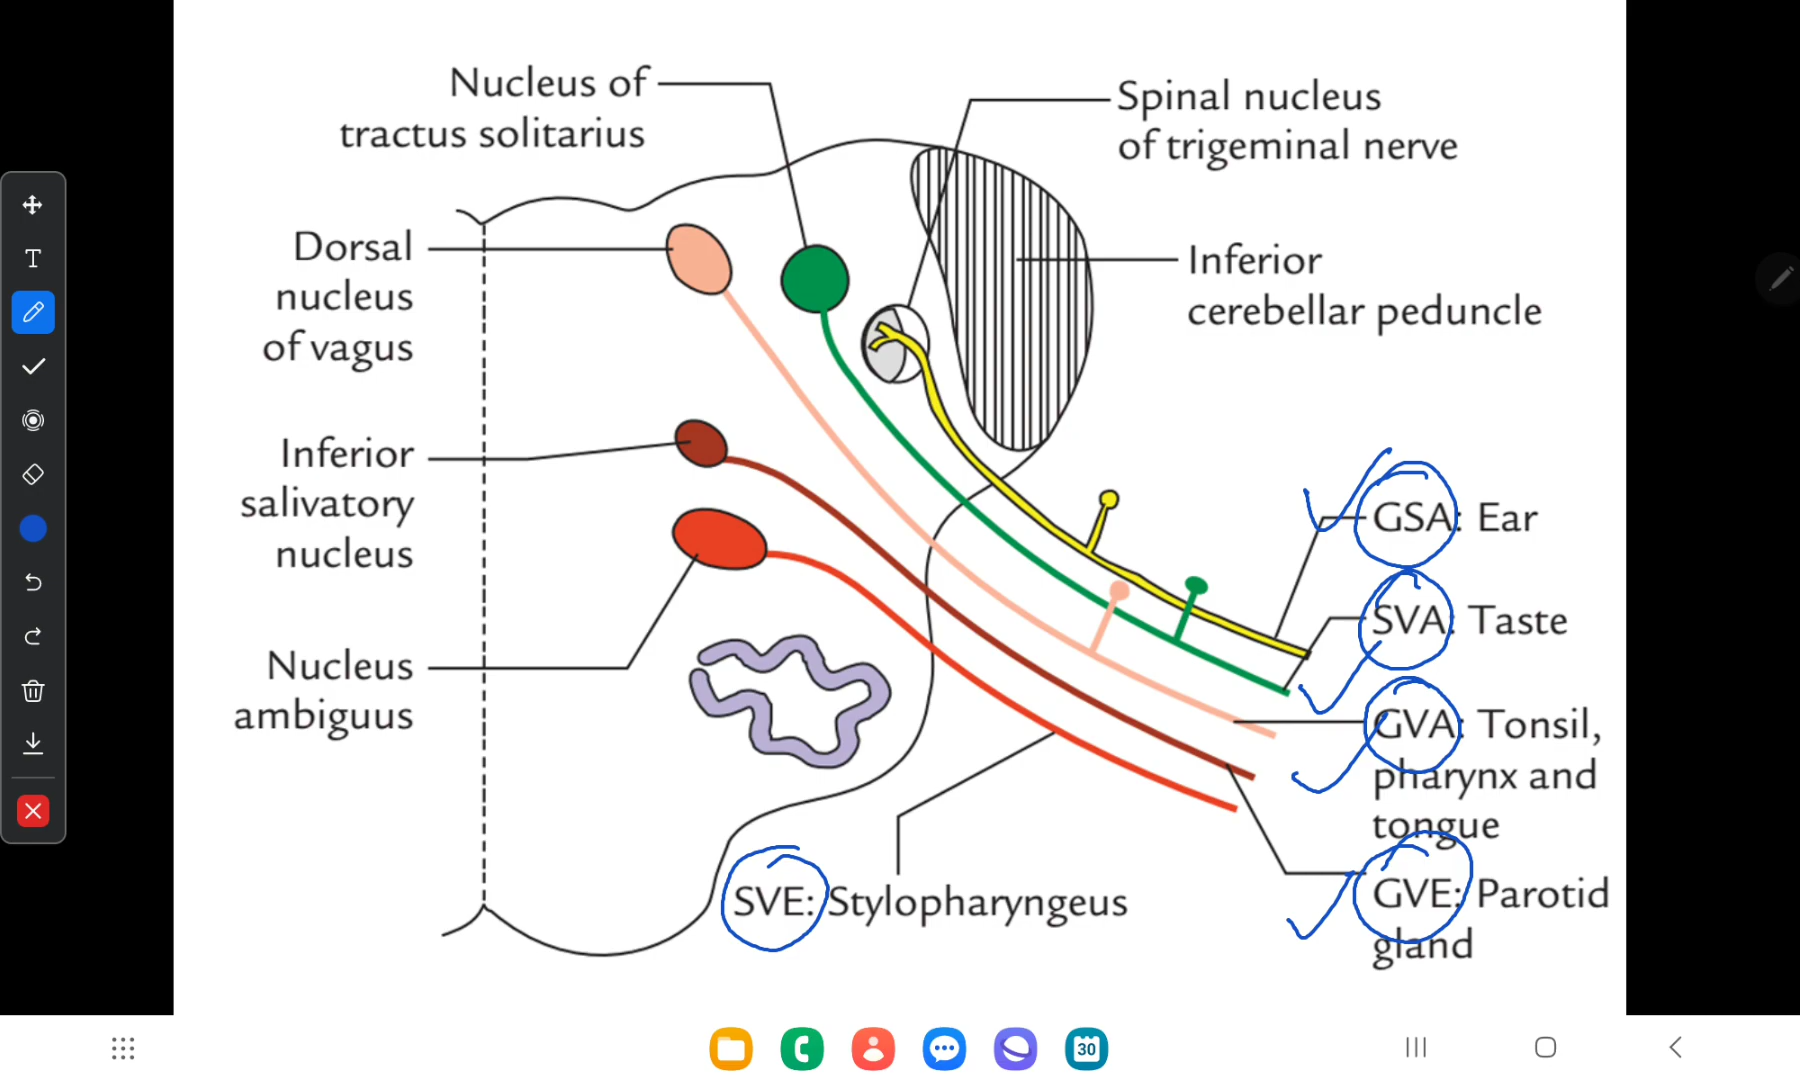 Nucleus of
tractus solitarius
Spinal nucleus
of trigeminal nerve
Dorsal
nucleus
of vagus
Inferior
cerebellar peduncle
Inferior
salivatory
nucleus
Nucleus
ambiguus
GSA: Ear
SVA: Taste
GVA: Tonsil,
pharynx and
tongue
GVE: Parotid
gland
SVE: Stylopharyngeus
T
30